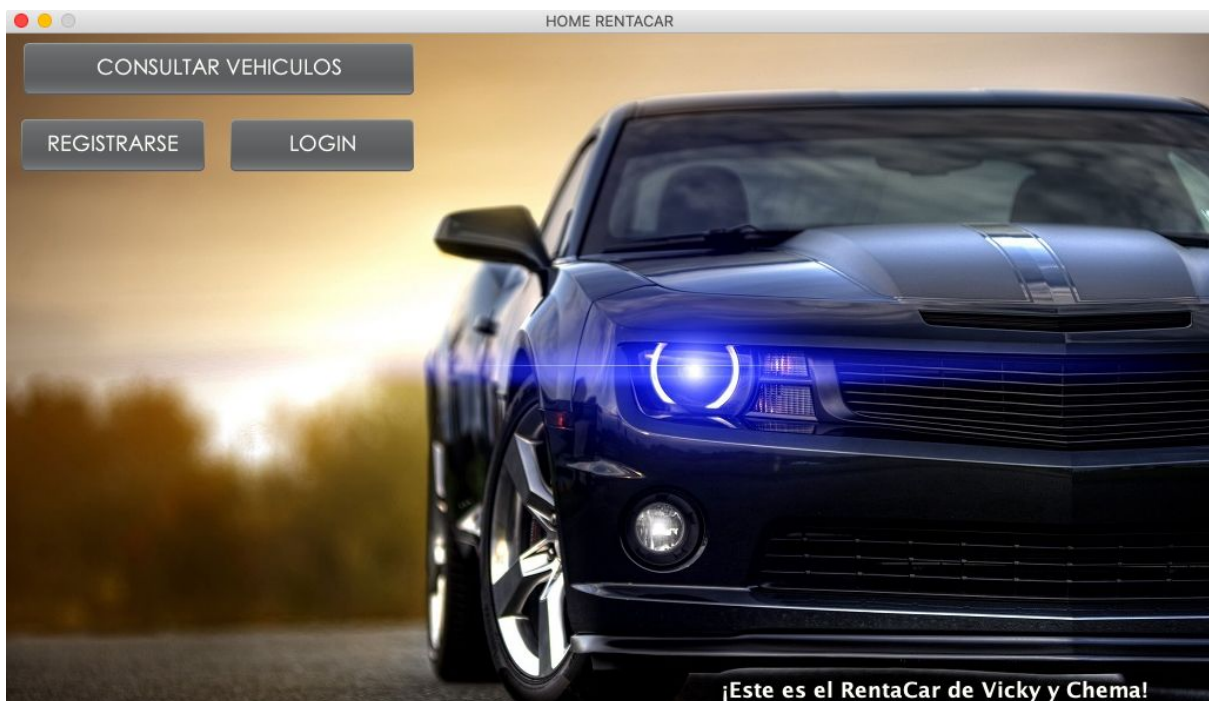 HOME RENTACAR
CONSULTAR VEHICULOS
REGISTRARSE
LOGIN
¡Este es el RentaCar de Vicky y Chema!